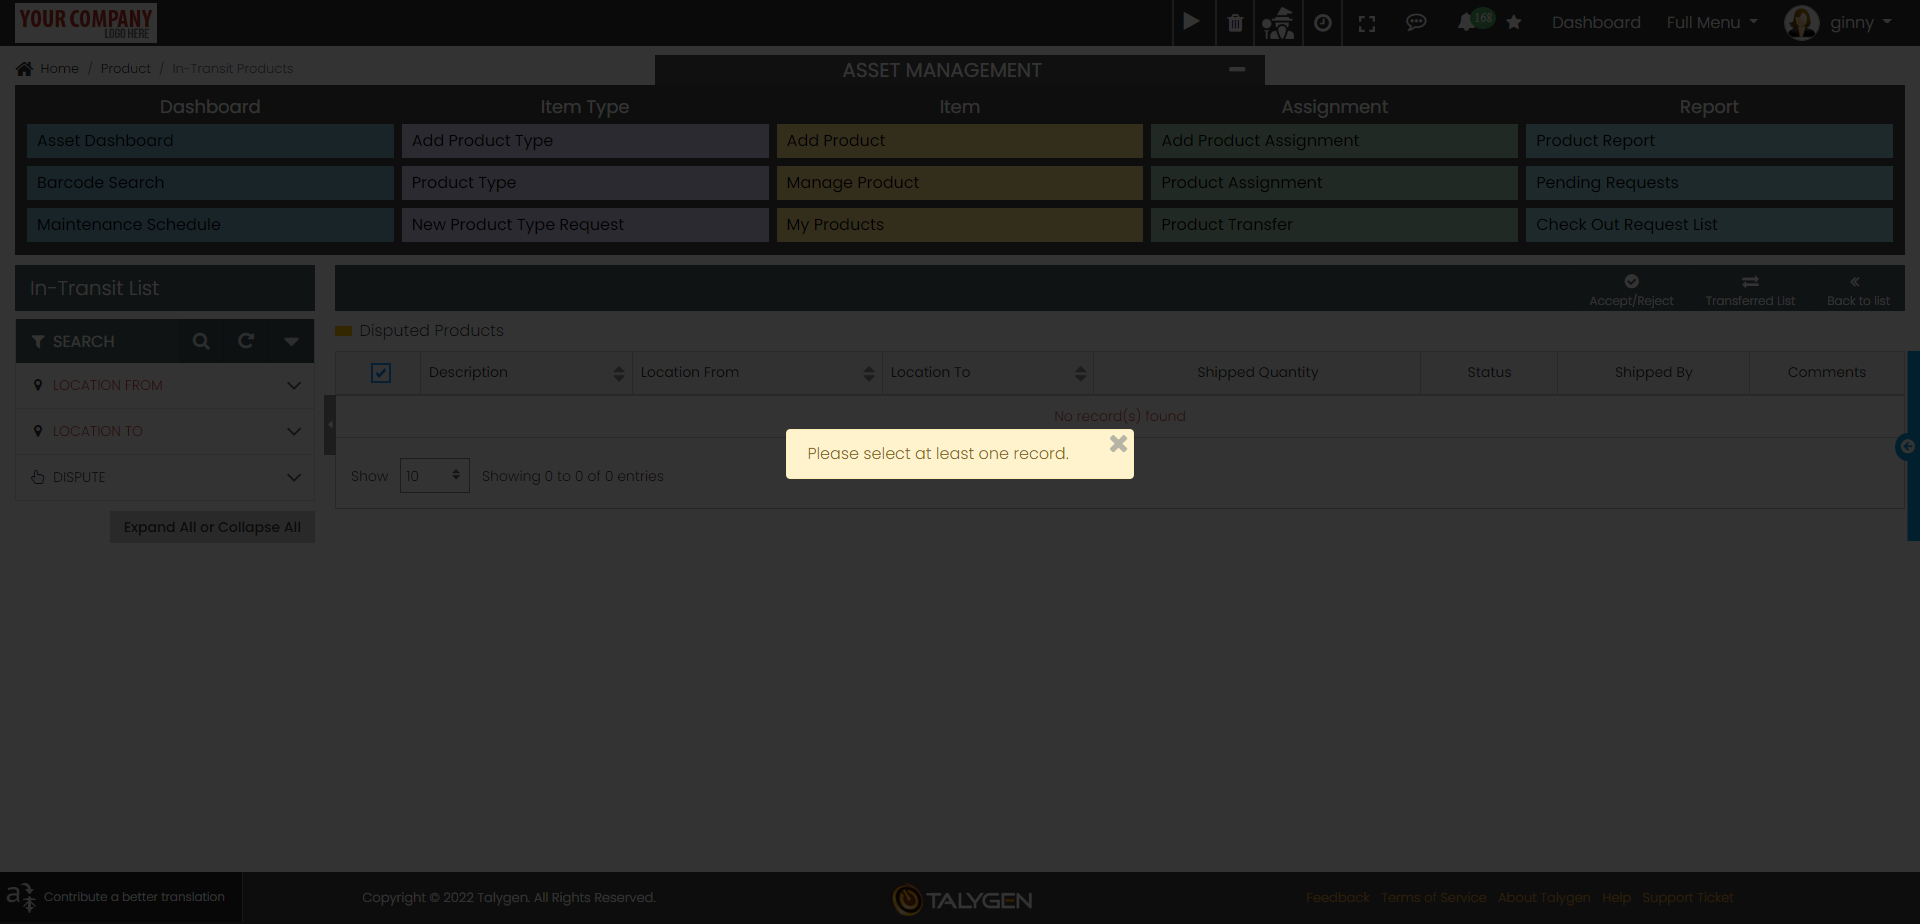 YOUR COMPANY
LOGO HERE
168
Dashboard
Full Menu
ginny
Home / Product / In-Transit Products
ASSET MANAGEMENT
Dashboard
Item Type
Item
Assignment
Report
Asset Dashboard
Add Product Type
Add Product
Add Product Assignment
Product Report
Barcode Search
Product Type
Manage Product
Product Assignment
Pending Requests
Maintenance Schedule
New Product Type Request
My Products
Product Transfer
Check Out Request List
In-Transit List
Accept/Reject
Transferred List
Back to list
SEARCH
Disputed Products
Description
Location From
Location To
Shipped Quantity
Status
Shipped By
Comments
LOCATION FROM
No record(s) found
LOCATION TO
Please select at least one record.
DISPUTE
Show 10 Showing 0 to 0 of 0 entries
Expand All or Collapse All
Contribute a better translation
Copyright © 2022 Talygen. All Rights Reserved.
TALYGEN
Feedback
Terms of Service
About Talygen
Help
Support Ticket